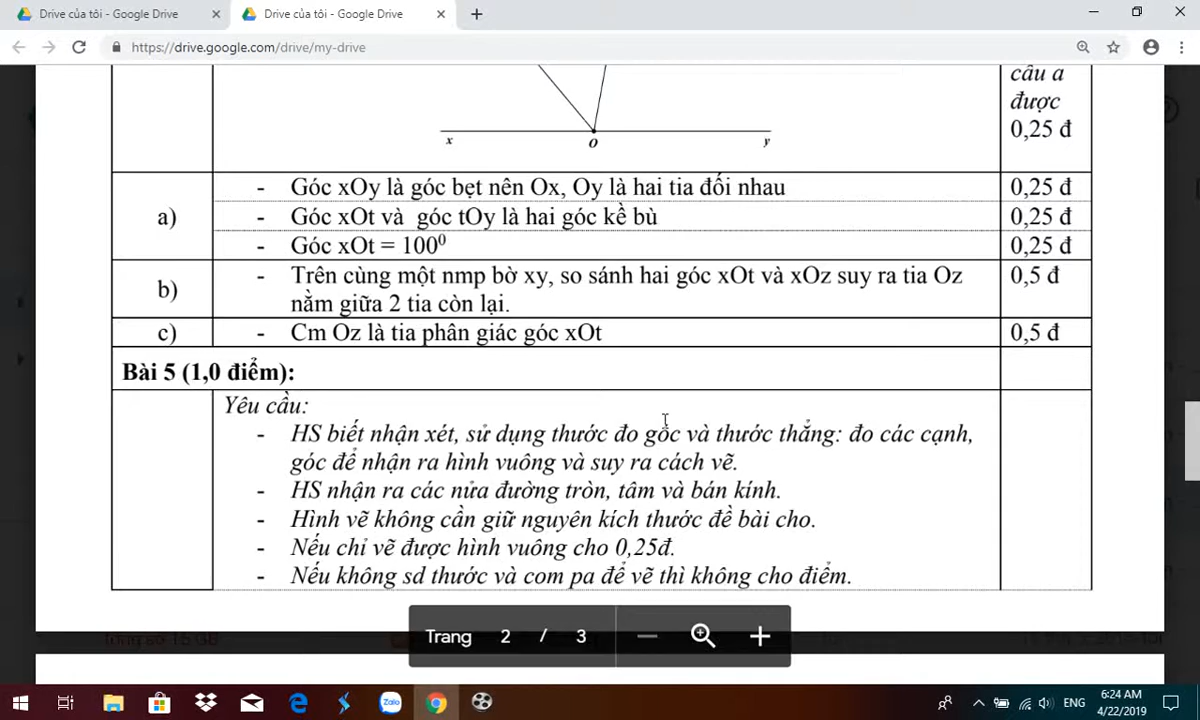 Drive của tôi - Google Drive
Drive của tôi - Google Drive
https://drive.google.com/drive/my-drive
câu a
được
0,25 đ
x O y
a)
- Góc xOy là góc bẹt nên Ox, Oy là hai tia đối nhau 0,25 đ
- Góc xOt và góc tOy là hai góc kề bù 0,25 đ
- Góc xOt = 100⁰ 0,25 đ
b)
- Trên cùng một nmp bờ xy, so sánh hai góc xOt và xOz suy ra tia Oz 0,5 đ
nằm giữa 2 tia còn lại.
c) - Cm Oz là tia phân giác góc xOt 0,5 đ
Bài 5 (1,0 điểm):
Yêu cầu:
- HS biết nhận xét, sử dụng thước đo góc và thước thẳng: đo các cạnh,
góc để nhận ra hình vuông và suy ra cách vẽ.
- HS nhận ra các nửa đường tròn, tâm và bán kính.
- Hình vẽ không cần giữ nguyên kích thước đề bài cho.
- Nếu chỉ vẽ được hình vuông cho 0,25đ.
- Nếu không sd thước và com pa để vẽ thì không cho điểm.
Trang 2 / 3
Zalo
ENG
6:24 AM
4/22/2019